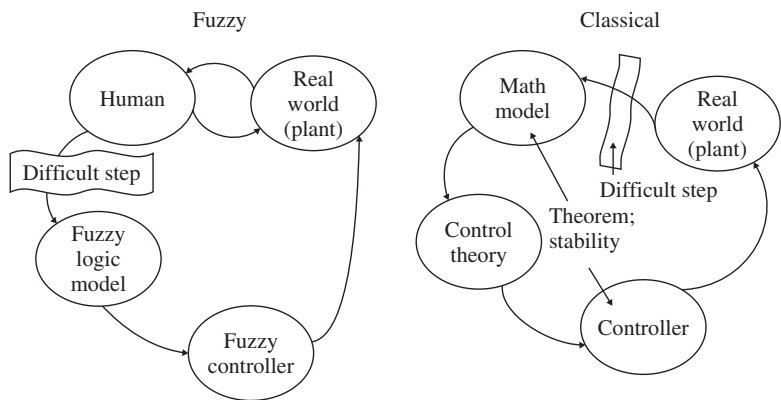 Fuzzy
Human
Real
world
(plant)
Difficult step
Fuzzy
logic
model
Fuzzy
controller
Classical
Math
model
Real
world
(plant)
Difficult step
Theorem;
stability
Control
theory
Controller